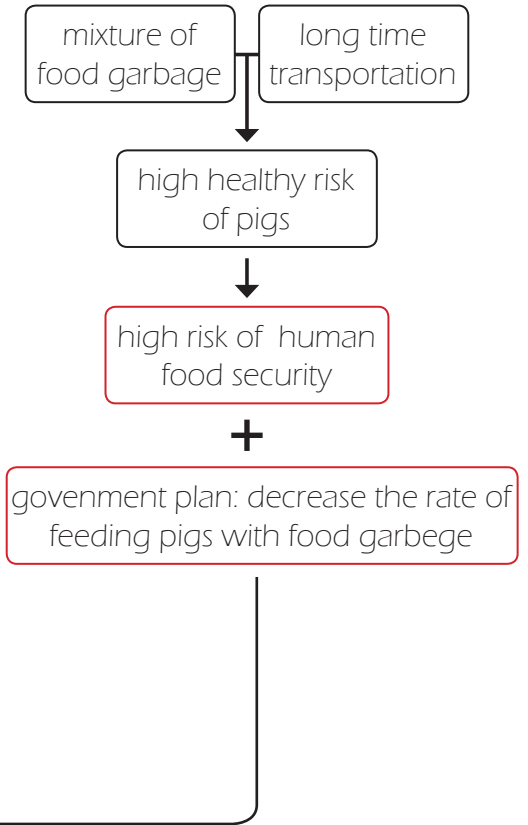 mixture of
food garbage
long time
transportation
high healthy risk
of pigs
high risk of  human
food security
+
govenment plan: decrease the rate of
feeding pigs with food garbege